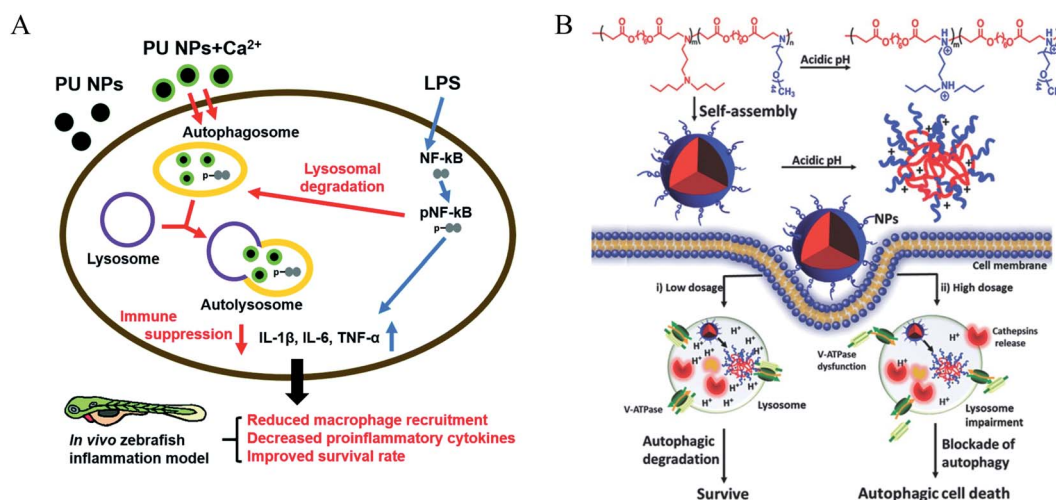 A
PU NPs+Ca²⁺
PU NPs
LPS
Autophagosome
NF-kB
Lysosomal
degradation
P
pNF-kB
P
Lysosome
P
Autolysosome
Immune
suppression
IL-1β, IL-6, TNF-α
In vivo zebrafish
inflammation model
Reduced macrophage recruitment
Decreased proinflammatory cytokines
Improved survival rate
B
Acidic pH
Self-assembly
Acidic pH
NPs
Cell membrane
i) Low dosage
ii) High dosage
Cathepsins
release
V-ATPase
dysfunction
H⁺ H⁺ H⁺ H⁺ H⁺ H⁺ H⁺
H⁺ H⁺ H⁺
V-ATPase
Lysosome
Lysosome
impairment
Autophagic
degradation
Blockade of
autophagy
Survive
Autophagic cell death